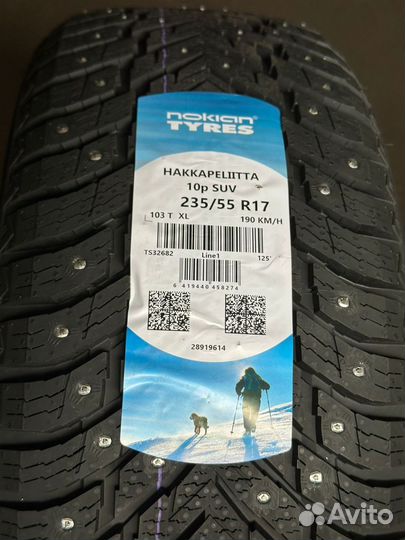 nokian
TYRES
HAKKAPELIITTA
10p SUV
235/55 R17
103 T XL 190 KM/H
TS32682 Line1 125'
6 419440 458274
28919614
Avito